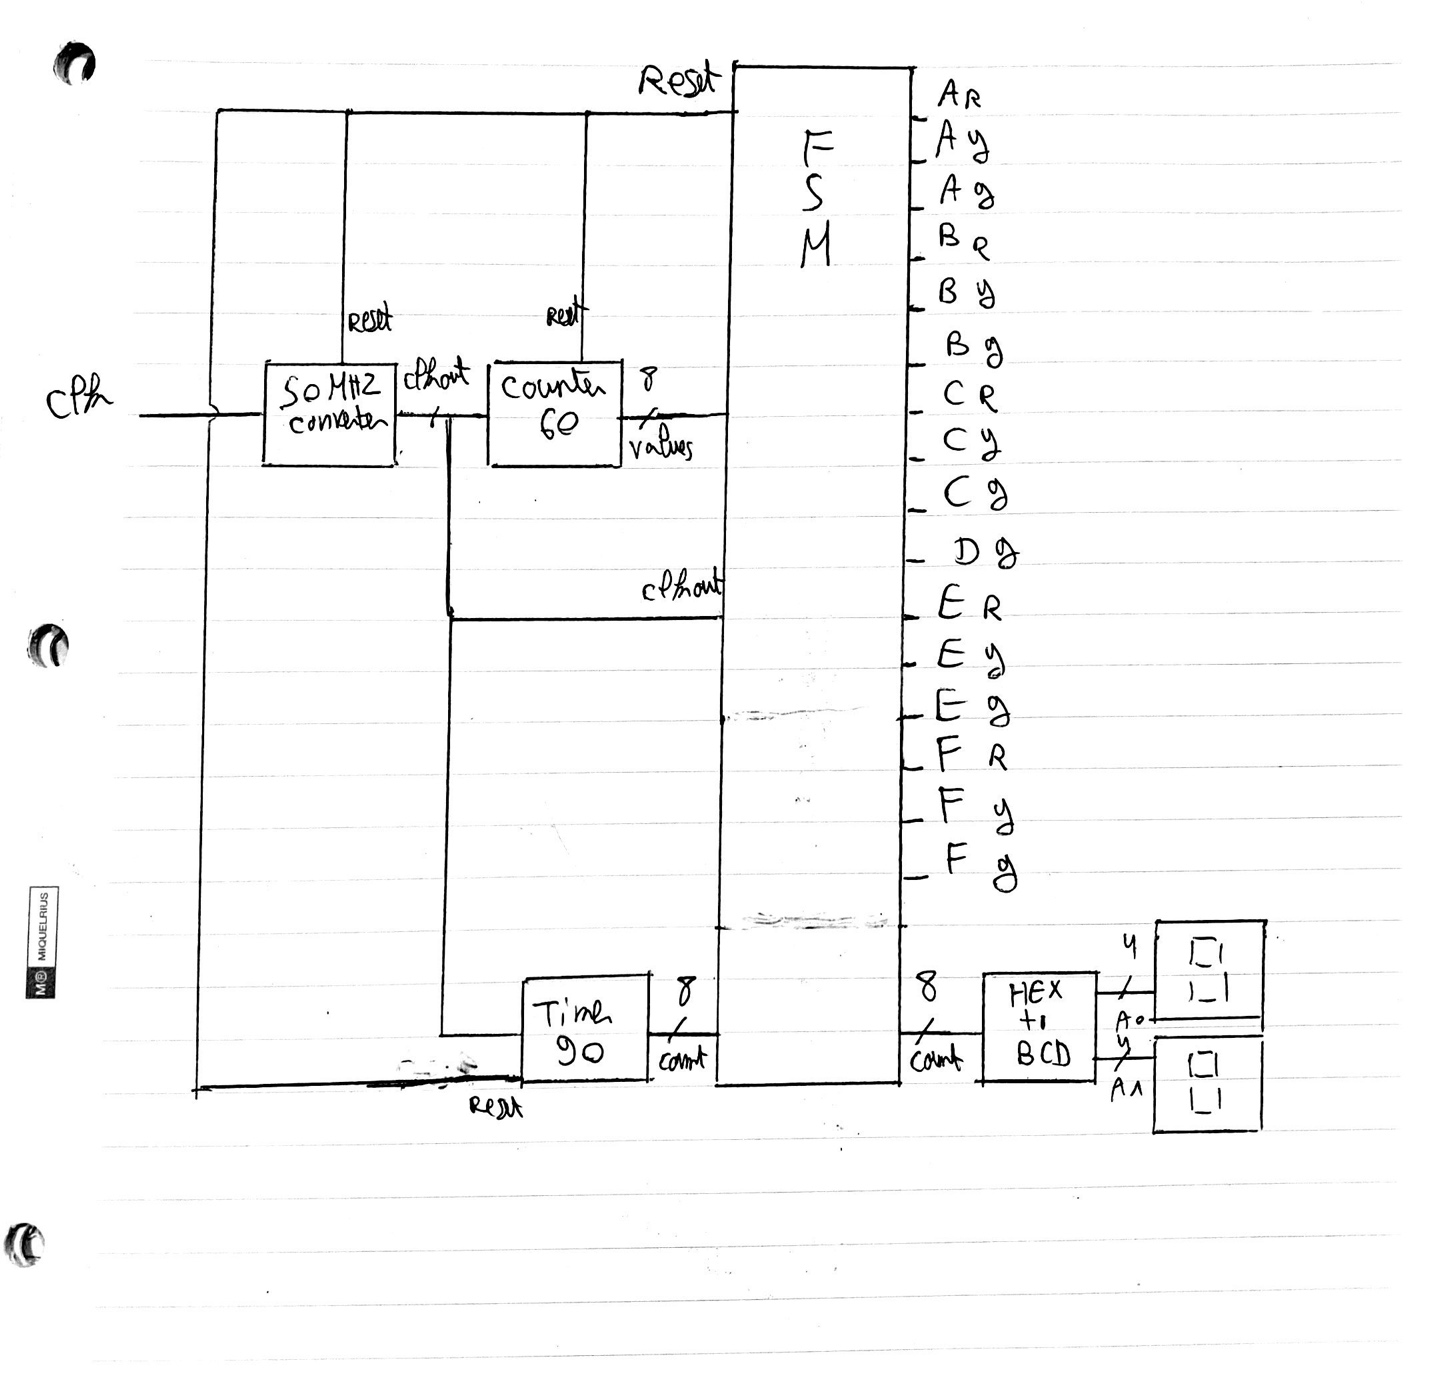 Reset
F
S
M
AR
Ay
Ag
BR
By
Bg
CR
Cy
Cg
Dg
ER
Ey
Eg
FR
Fy
Fg
Reset
Reset
clk
50 MHZ
converter
clkout
counter
60
8
values
clkout
Timer
90
8
count
Reset
8
count
HEX
to
BCD
4
A0
4
A1
M® MIQUELRIUS